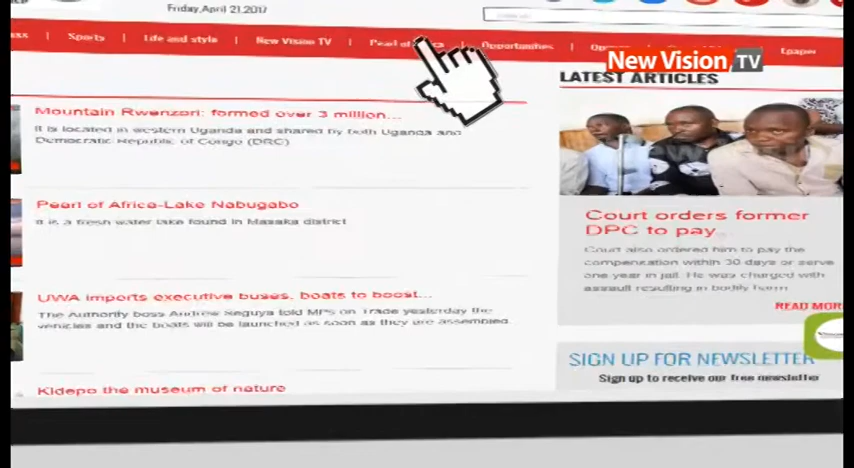 Friday, April 21, 2017
Sports
Life and style
New Vision TV
Pearl of
Opportunities
Epaper
New Vision TV
LATEST ARTICLES
Mountain Rwenzori: formed over 3 million...
It is located in western Uganda and shared by both Uganda and
Democratic Republic of Congo (DRC)
Pearl of Africa-Lake Nabugabo
It is a fresh water lake found in Masaka district
Court orders former
DPC to pay...
Court also ordered him to pay the
compensation within 30 days or serve
one year in jail. He was charged with
assault resulting in bodily harm
READ MORE
UWA imports executive buses, boats to boost...
The Authority boss Andrew Seguya told MPs on Trade yesterday the
vehicles and the boats will be launched as soon as they are assembled
SIGN UP FOR NEWSLETTER
Sign up to receive our free newsletter
Kidepo the museum of nature